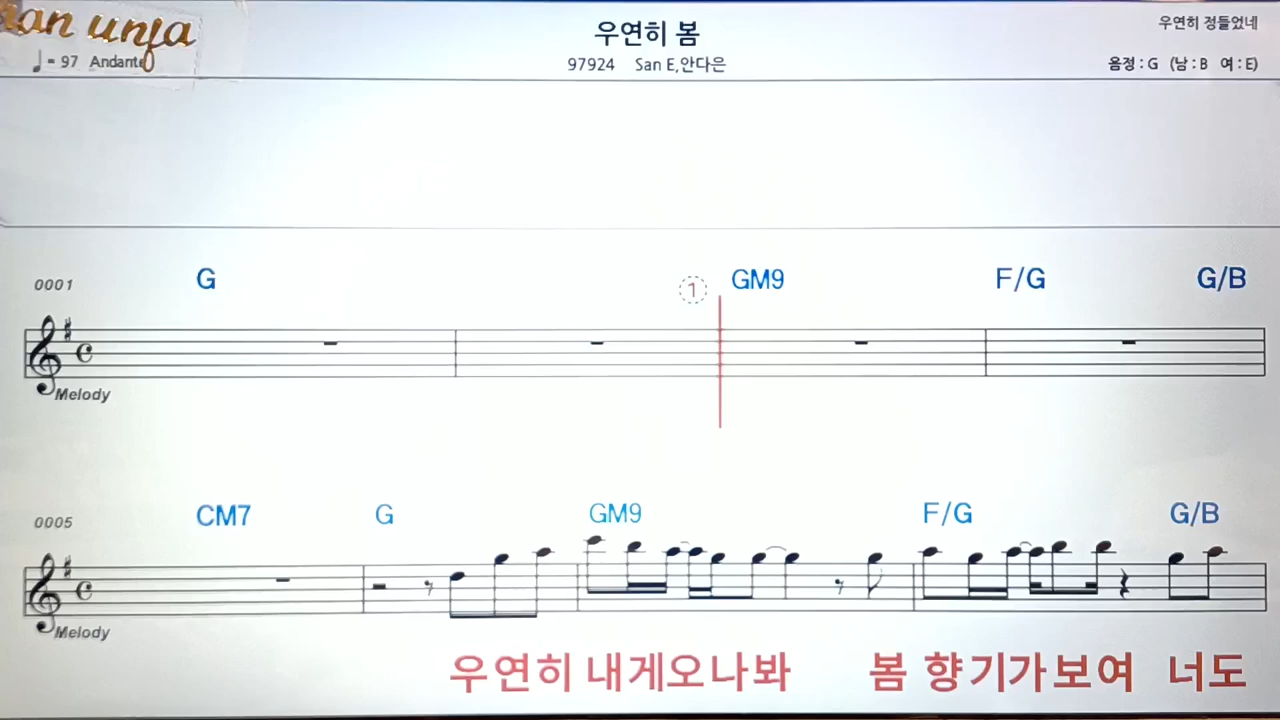 san unja
우연히 봄
우연히 정들었네
♩= 97 Andante
97924 San E,안다은
음정 : G (남 : B 여 : E)
0001 G ① GM9 F/G G/B
Melody
0005 CM7 G GM9 F/G G/B
Melody
우연히 내게오나봐 봄 향기가보여 너도